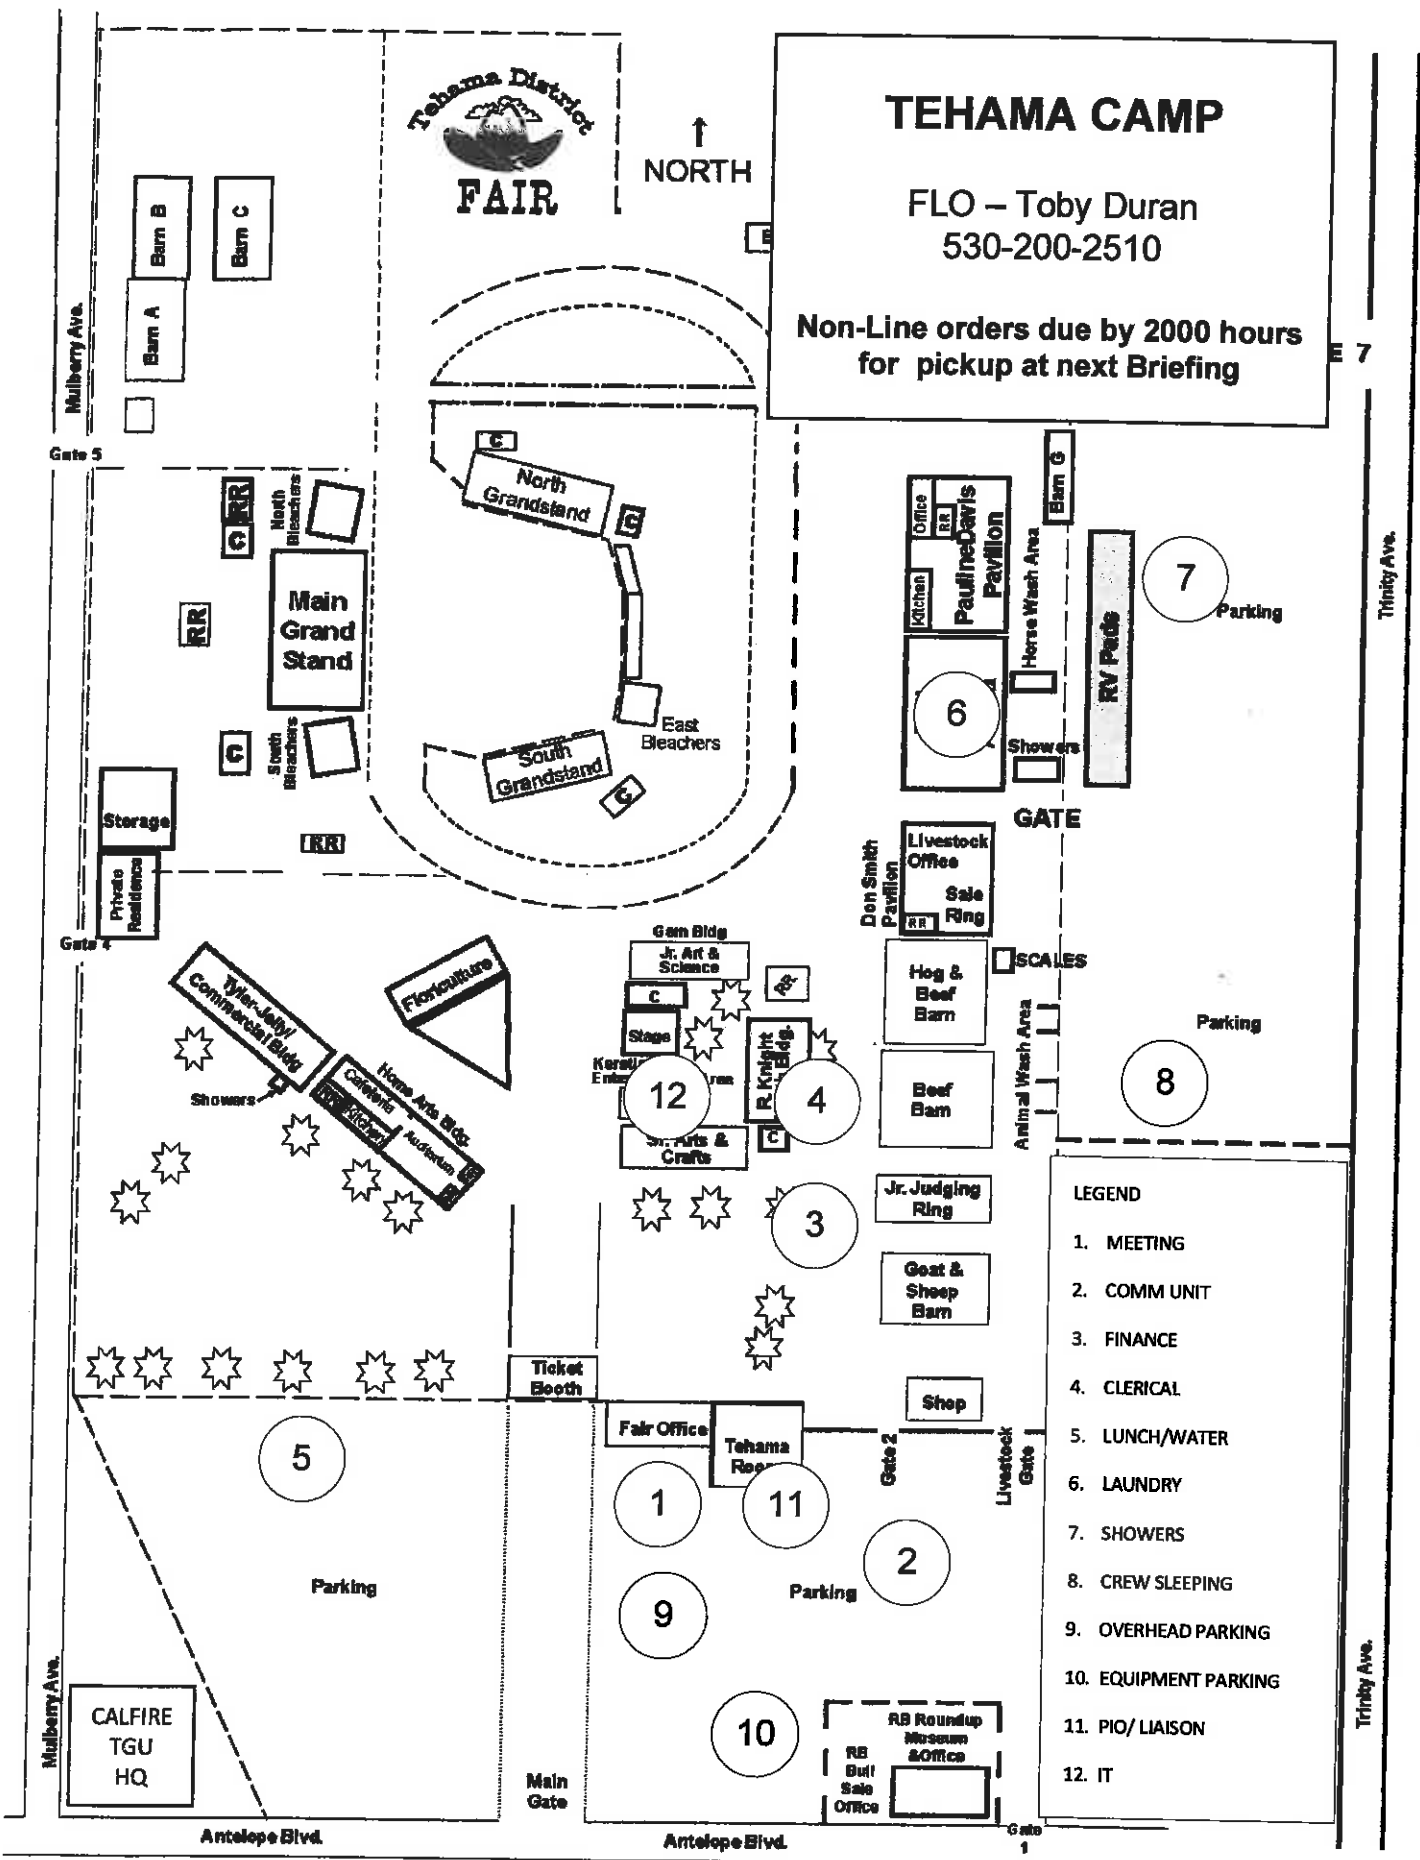 Tehama District
FAIR
↑
NORTH
TEHAMA CAMP
FLO – Toby Duran
530-200-2510
Non-Line orders due by 2000 hours
for pickup at next Briefing
E
E 7
Barn B
Barn C
Barn A
Mulberry Ave.
Gate 5
Trinity Ave.
C
North
Grandstand
C
RR
C
North
Bleachers
Main
Grand
Stand
RR
C
South
Bleachers
East
Bleachers
South
Grandstand
C
RR
Storage
Private
Residence
Gate 4
Office
RR
Kitchen
Pauline Davis
Pavilion
Barn G
Horse Wash Area
RV Pads
7
Parking
6
Showers
GATE
Don Smith
Pavilion
Livestock
Office
Sale
Ring
RR
Hog &
Beef
Barn
SCALES
Animal Wash Area
Parking
8
Beef
Barn
Jr. Judging
Ring
Goat &
Sheep
Barn
Shop
Tyler-Jelly/
Commercial Bldg
Showers
Floriculture
Home Arts Bldg.
Cafeteria
Kitchen
Auditorium
Gem Bldg
Jr. Art &
Science
C
Stage
RR
R. Knight
Bldg.
12
4
C
Arts &
Crafts
3
Ticket
Booth
Fair Office
Tehama
Gate 2
Livestock
Gate
5
1
11
2
Parking
9
Parking
10
RB Roundup
Museum
&Office
RB
Bull
Sale
Office
Mulberry Ave.
CALFIRE
TGU
HQ
Main
Gate
Antelope Blvd.
Antelope Blvd.
Gate
1
Trinity Ave.
LEGEND
1. MEETING
2. COMM UNIT
3. FINANCE
4. CLERICAL
5. LUNCH/WATER
6. LAUNDRY
7. SHOWERS
8. CREW SLEEPING
9. OVERHEAD PARKING
10. EQUIPMENT PARKING
11. PIO/ LIAISON
12. IT